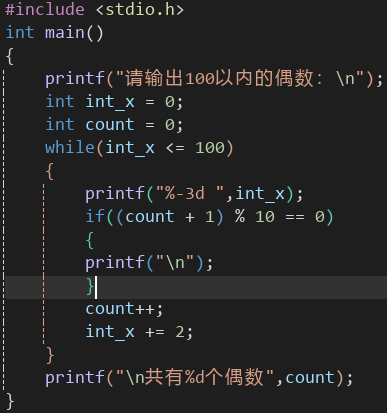 #include <stdio.h>
int main()
{
    printf("请输出100以内的偶数: \n");
    int int_x = 0;
    int count = 0;
    while(int_x <= 100)
    {
        printf("%-3d ",int_x);
        if((count + 1) % 10 == 0)
        {
        printf("\n");
        }
        count++;
        int_x += 2;
    }
    printf("\n共有%d个偶数",count);
}